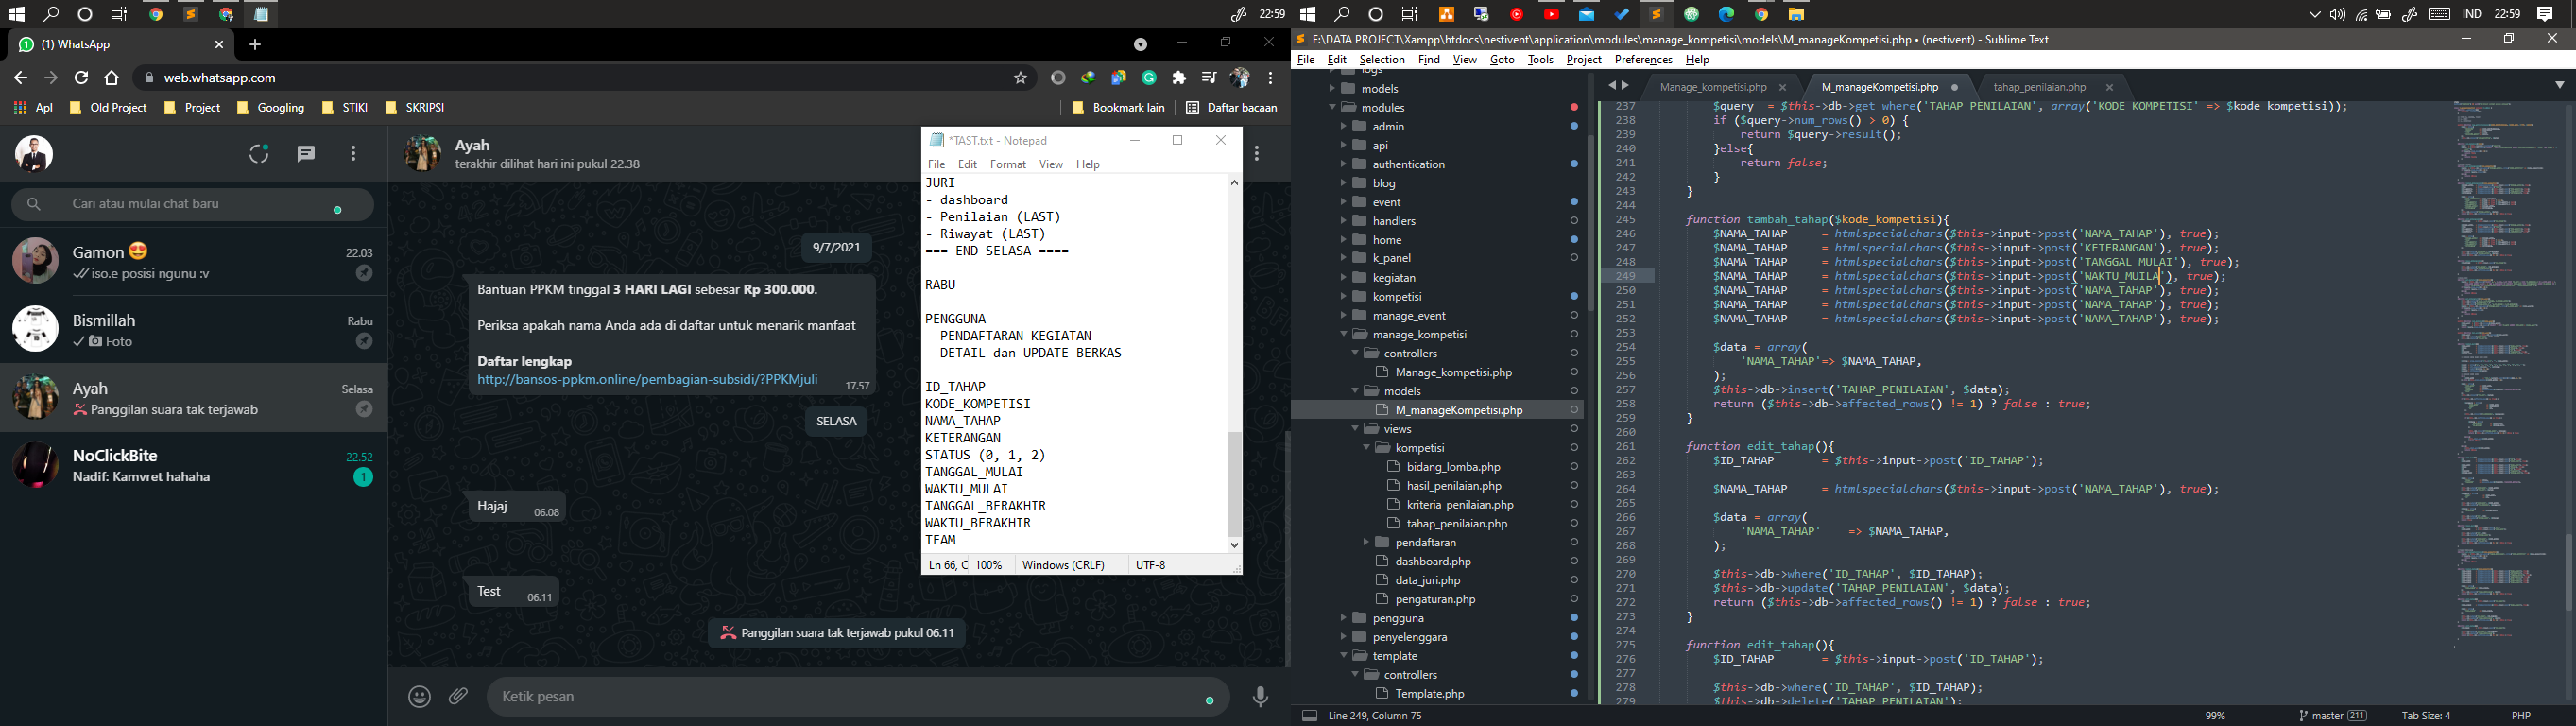 22:59
(1) WhatsApp
web.whatsapp.com
Apl
Old Project
Project
Googling
STIKI
SKRIPSI
Bookmark lain
Daftar bacaan
Cari atau mulai chat baru
Gamon 😍
22.03
iso.e posisi ngunu :v
Bismillah
Rabu
Foto
Ayah
Selasa
Panggilan suara tak terjawab
NoClickBite
22.52
Nadif: Kamvret hahaha
1
Ayah
terakhir dilihat hari ini pukul 22.38
9/7/2021
Bantuan PPKM tinggal 3 HARI LAGI sebesar Rp 300.000.
Periksa apakah nama Anda ada di daftar untuk menarik manfaat
Daftar lengkap
http://bansos-ppkm.online/pembagian-subsidi/?PPKMjuli
17.57
SELASA
Hajaj
06.08
Test
06.11
Panggilan suara tak terjawab pukul 06.11
Ketik pesan
*TAST.txt - Notepad
File Edit Format View Help
JURI
- dashboard
- Penilaian (LAST)
- Riwayat (LAST)
=== END SELASA ====
RABU
PENGGUNA
- PENDAFTARAN KEGIATAN
- DETAIL dan UPDATE BERKAS
ID_TAHAP
KODE_KOMPETISI
NAMA_TAHAP
KETERANGAN
STATUS (0, 1, 2)
TANGGAL_MULAI
WAKTU_MULAI
TANGGAL_BERAKHIR
WAKTU_BERAKHIR
TEAM
Ln 66, C 100% Windows (CRLF) UTF-8
IND 22:59
E:\DATA PROJECT\Xampp\htdocs\nestivent\application\modules\manage_kompetisi\models\M_manageKompetisi.php • (nestivent) - Sublime Text
File Edit Selection Find View Goto Tools Project Preferences Help
logs
models
modules
admin
api
authentication
blog
event
handlers
home
k_panel
kegiatan
kompetisi
manage_event
manage_kompetisi
controllers
Manage_kompetisi.php
models
M_manageKompetisi.php
views
kompetisi
bidang_lomba.php
hasil_penilaian.php
kriteria_penilaian.php
tahap_penilaian.php
pendaftaran
dashboard.php
data_juri.php
pengaturan.php
pengguna
penyelenggara
template
controllers
Template.php
Manage_kompetisi.php
M_manageKompetisi.php
tahap_penilaian.php
237 $query = $this->db->get_where('TAHAP_PENILAIAN', array('KODE_KOMPETISI' => $kode_kompetisi));
238 if ($query->num_rows() > 0) {
239 return $query->result();
240 }else{
241 return false;
242 }
243 }
244
245 function tambah_tahap($kode_kompetisi){
246 $NAMA_TAHAP = htmlspecialchars($this->input->post('NAMA_TAHAP'), true);
247 $NAMA_TAHAP = htmlspecialchars($this->input->post('KETERANGAN'), true);
248 $NAMA_TAHAP = htmlspecialchars($this->input->post('TANGGAL_MULAI'), true);
249 $NAMA_TAHAP = htmlspecialchars($this->input->post('WAKTU_MUILA'), true);
250 $NAMA_TAHAP = htmlspecialchars($this->input->post('NAMA_TAHAP'), true);
251 $NAMA_TAHAP = htmlspecialchars($this->input->post('NAMA_TAHAP'), true);
252 $NAMA_TAHAP = htmlspecialchars($this->input->post('NAMA_TAHAP'), true);
253
254 $data = array(
255 'NAMA_TAHAP'=> $NAMA_TAHAP,
256 );
257 $this->db->insert('TAHAP_PENILAIAN', $data);
258 return ($this->db->affected_rows() != 1) ? false : true;
259 }
260
261 function edit_tahap(){
262 $ID_TAHAP = $this->input->post('ID_TAHAP');
263
264 $NAMA_TAHAP = htmlspecialchars($this->input->post('NAMA_TAHAP'), true);
265
266 $data = array(
267 'NAMA_TAHAP' => $NAMA_TAHAP,
268 );
269
270 $this->db->where('ID_TAHAP', $ID_TAHAP);
271 $this->db->update('TAHAP_PENILAIAN', $data);
272 return ($this->db->affected_rows() != 1) ? false : true;
273 }
274
275 function edit_tahap(){
276 $ID_TAHAP = $this->input->post('ID_TAHAP');
277
278 $this->db->where('ID_TAHAP', $ID_TAHAP);
279 $this->db->delete('TAHAP_PENILAIAN');
Line 249, Column 75
99%
master 211
Tab Size: 4
PHP